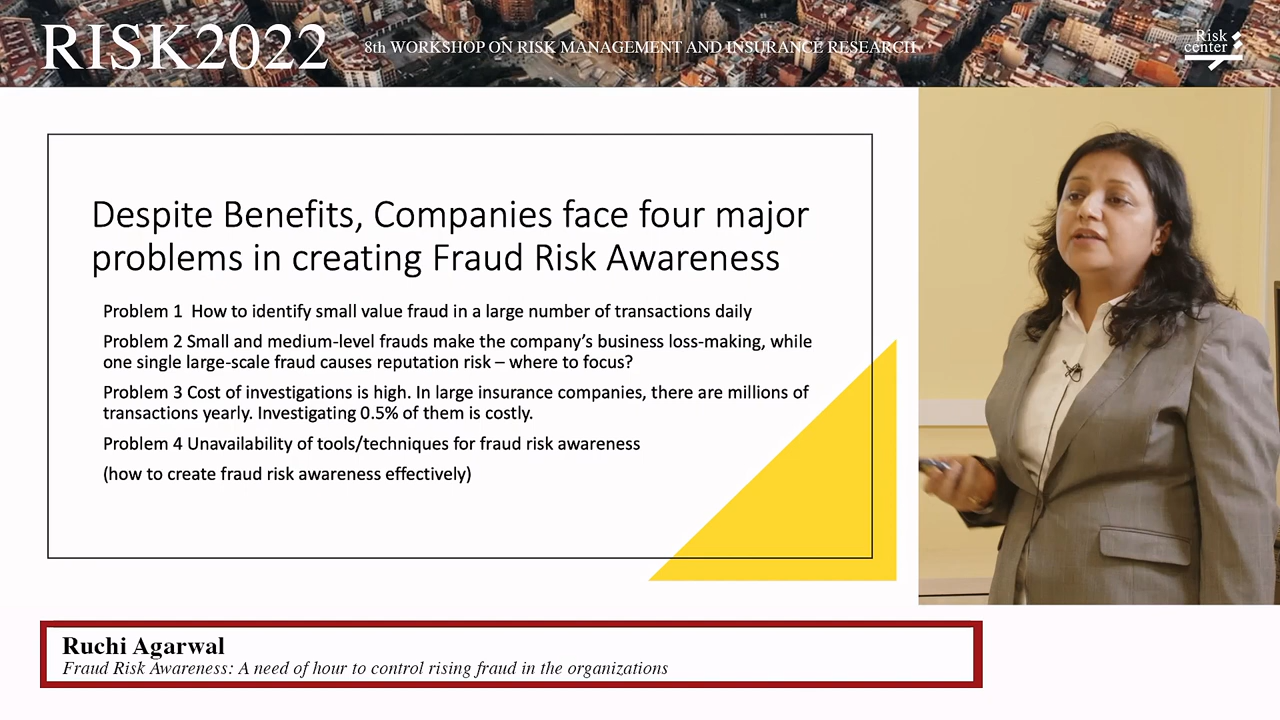 RISK2022
8th WORKSHOP ON RISK MANAGEMENT AND INSURANCE RESEARCH
Risk
center
Despite Benefits, Companies face four major
problems in creating Fraud Risk Awareness
Problem 1 How to identify small value fraud in a large number of transactions daily
Problem 2 Small and medium-level frauds make the company's business loss-making, while
one single large-scale fraud causes reputation risk – where to focus?
Problem 3 Cost of investigations is high. In large insurance companies, there are millions of
transactions yearly. Investigating 0.5% of them is costly.
Problem 4 Unavailability of tools/techniques for fraud risk awareness
(how to create fraud risk awareness effectively)
Ruchi Agarwal
Fraud Risk Awareness: A need of hour to control rising fraud in the organizations